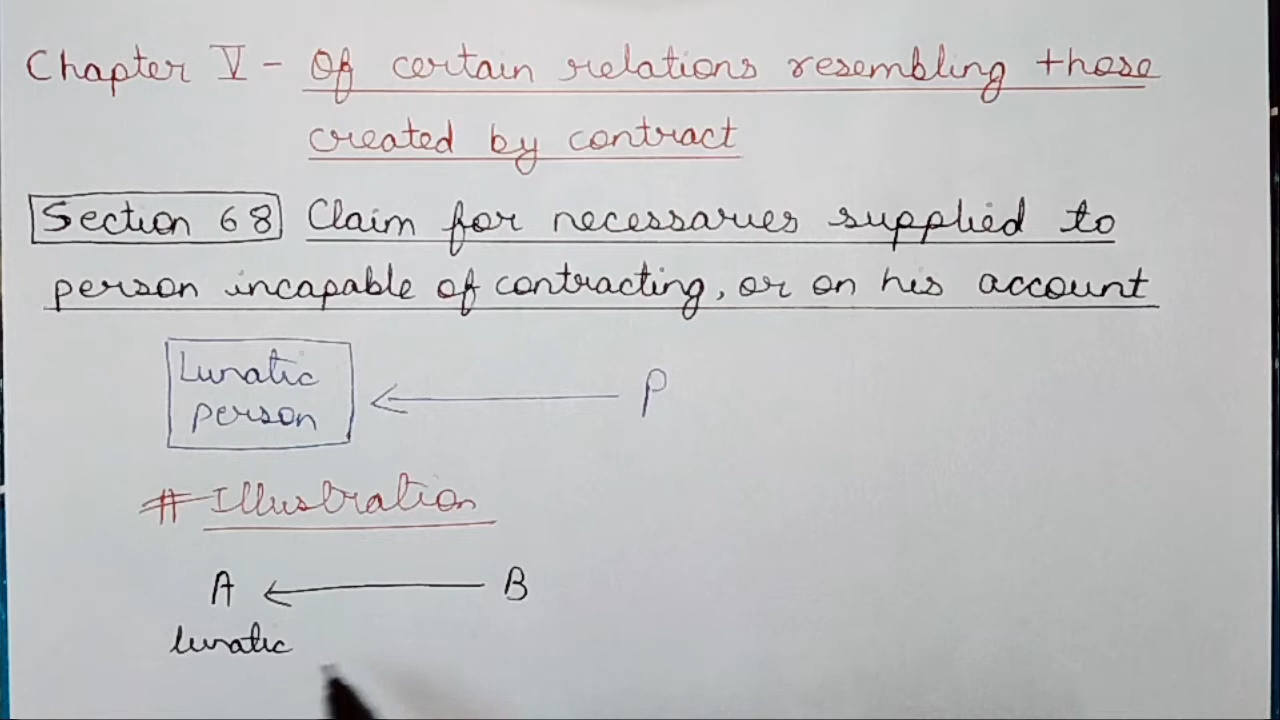 Chapter V - Of certain relations resembling those
created by contract
Section 68 Claim for necessaries supplied to
person incapable of contracting, or on his account
Lunatic
person
P
# Illustration
A B
lunatic